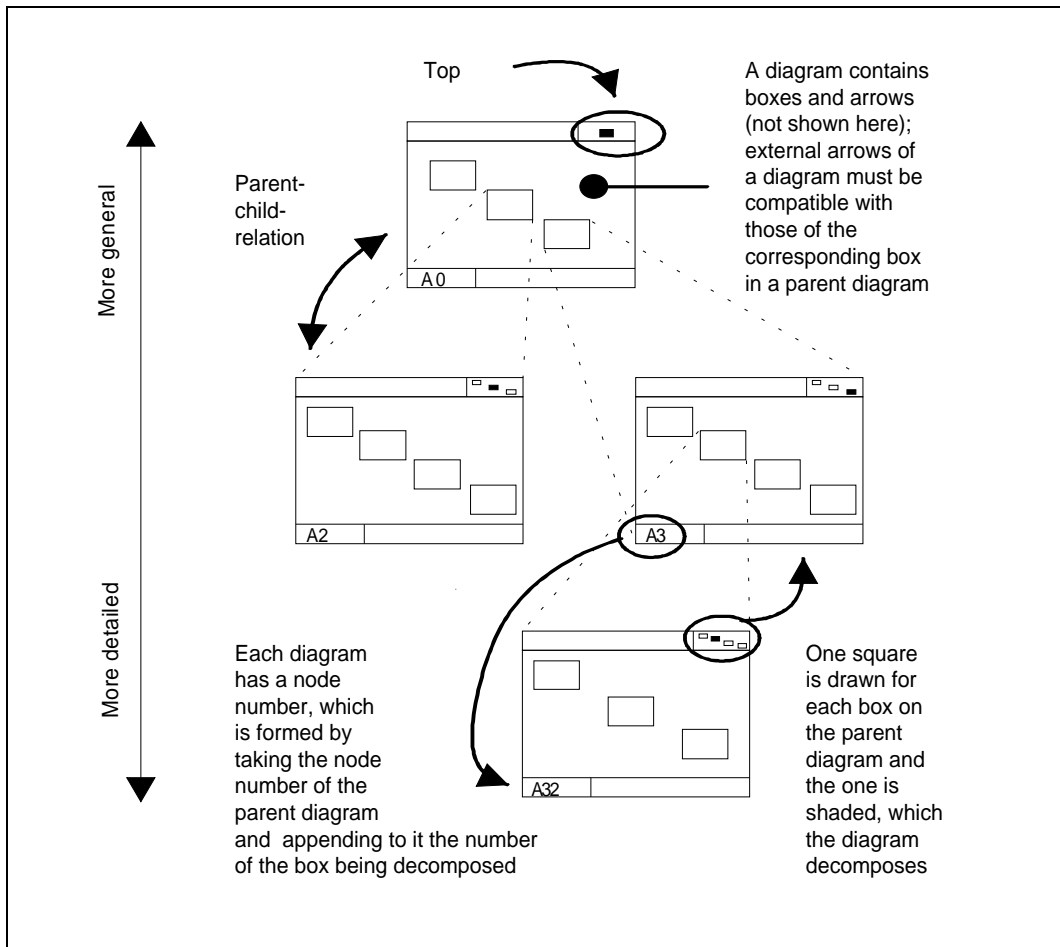 Top
A diagram contains
boxes and arrows
(not shown here);
external arrows of
a diagram must be
compatible with
those of the
corresponding box
in a parent diagram
More general
Parent-
child-
relation
A0
A2
A3
More detailed
Each diagram
has a node
number, which
is formed by
taking the node
number of the
parent diagram
and appending to it the number
of the box being decomposed
A32
One square
is drawn for
each box on
the parent
diagram and
the one is
shaded, which
the diagram
decomposes